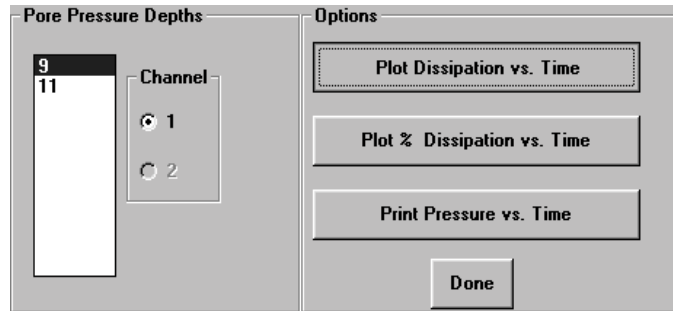 Pore Pressure Depths
9
11
Channel
1
2
Options
Plot Dissipation vs. Time
Plot % Dissipation vs. Time
Print Pressure vs. Time
Done